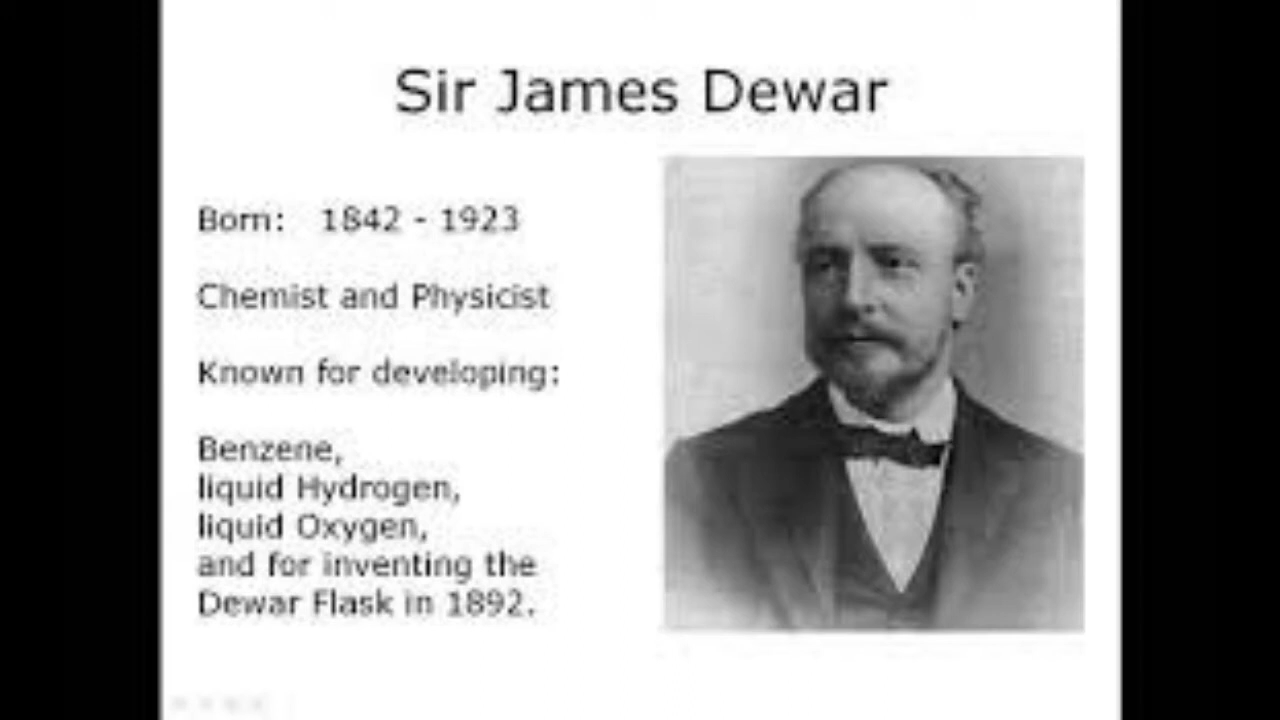 Sir James Dewar
Born: 1842 - 1923
Chemist and Physicist
Known for developing:
Benzene,
liquid Hydrogen,
liquid Oxygen,
and for inventing the
Dewar Flask in 1892.